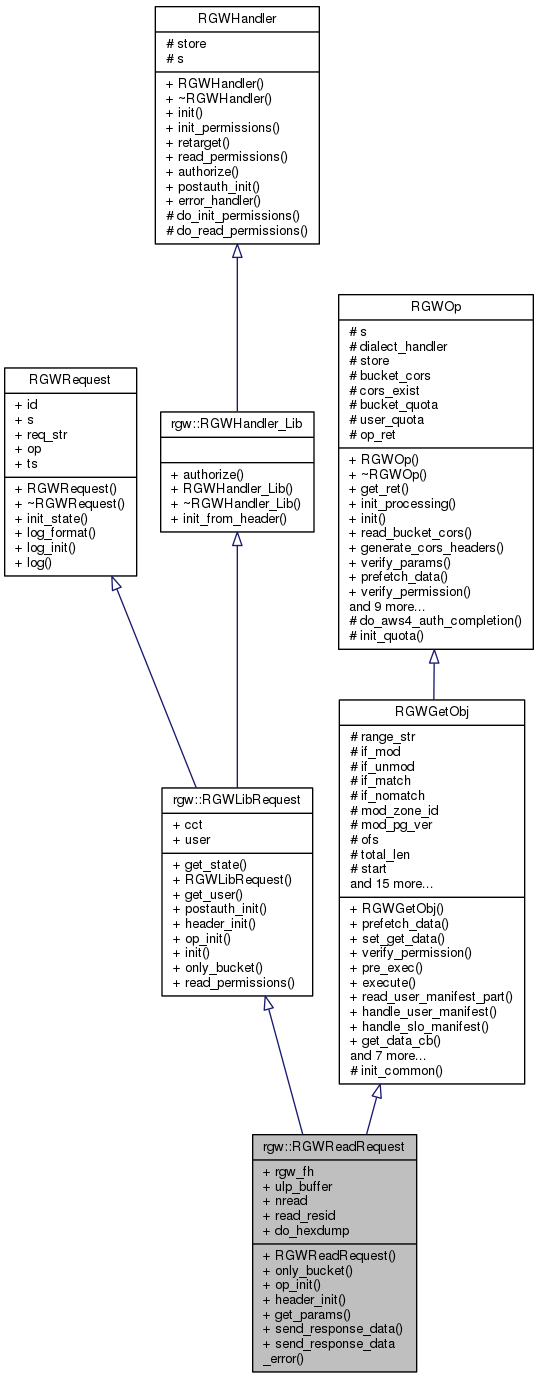 RGWHandler
# store
# s
+ RGWHandler()
+ ~RGWHandler()
+ init()
+ init_permissions()
+ retarget()
+ read_permissions()
+ authorize()
+ postauth_init()
+ error_handler()
# do_init_permissions()
# do_read_permissions()
RGWOp
# s
# dialect_handler
# store
# bucket_cors
# cors_exist
# bucket_quota
# user_quota
# op_ret
+ RGWOp()
+ ~RGWOp()
+ get_ret()
+ init_processing()
+ init()
+ read_bucket_cors()
+ generate_cors_headers()
+ verify_params()
+ prefetch_data()
+ verify_permission()
and 9 more...
# do_aws4_auth_completion()
# init_quota()
RGWRequest
+ id
+ s
+ req_str
+ op
+ ts
+ RGWRequest()
+ ~RGWRequest()
+ init_state()
+ log_format()
+ log_init()
+ log()
rgw::RGWHandler_Lib
+ authorize()
+ RGWHandler_Lib()
+ ~RGWHandler_Lib()
+ init_from_header()
RGWGetObj
# range_str
# if_mod
# if_unmod
# if_match
# if_nomatch
# mod_zone_id
# mod_pg_ver
# ofs
# total_len
# start
and 15 more...
+ RGWGetObj()
+ prefetch_data()
+ set_get_data()
+ verify_permission()
+ pre_exec()
+ execute()
+ read_user_manifest_part()
+ handle_user_manifest()
+ handle_slo_manifest()
+ get_data_cb()
and 7 more...
# init_common()
rgw::RGWLibRequest
+ cct
+ user
+ get_state()
+ RGWLibRequest()
+ get_user()
+ postauth_init()
+ header_init()
+ op_init()
+ init()
+ only_bucket()
+ read_permissions()
rgw::RGWReadRequest
+ rgw_fh
+ ulp_buffer
+ nread
+ read_resid
+ do_hexdump
+ RGWReadRequest()
+ only_bucket()
+ op_init()
+ header_init()
+ get_params()
+ send_response_data()
+ send_response_data
_error()